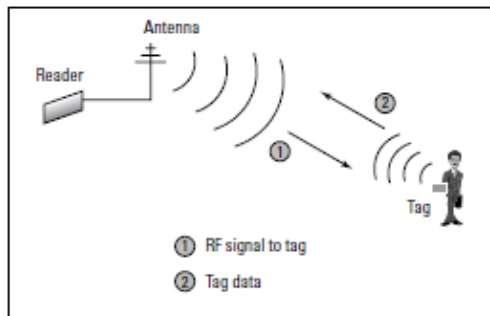 Antenna
Reader
2
1
Tag
1 RF signal to tag
2 Tag data